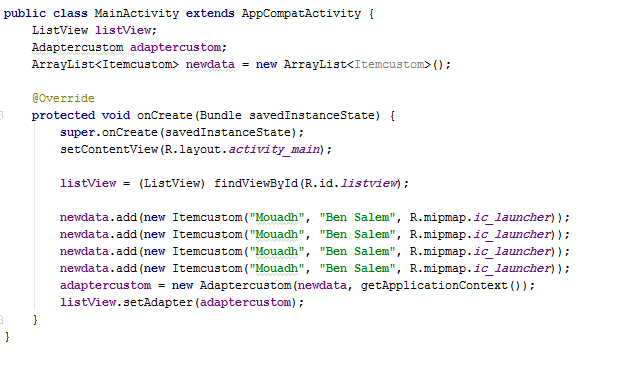 public class MainActivity extends AppCompatActivity {
    ListView listView;
    Adaptercustom adaptercustom;
    ArrayList<Itemcustom> newdata = new ArrayList<Itemcustom>();

    @Override
    protected void onCreate(Bundle savedInstanceState) {
        super.onCreate(savedInstanceState);
        setContentView(R.layout.activity_main);

        listView = (ListView) findViewById(R.id.listview);

        newdata.add(new Itemcustom("Mouadh", "Ben Salem", R.mipmap.ic_launcher));
        newdata.add(new Itemcustom("Mouadh", "Ben Salem", R.mipmap.ic_launcher));
        newdata.add(new Itemcustom("Mouadh", "Ben Salem", R.mipmap.ic_launcher));
        newdata.add(new Itemcustom("Mouadh", "Ben Salem", R.mipmap.ic_launcher));
        adaptercustom = new Adaptercustom(newdata, getApplicationContext());
        listView.setAdapter(adaptercustom);
    }
}